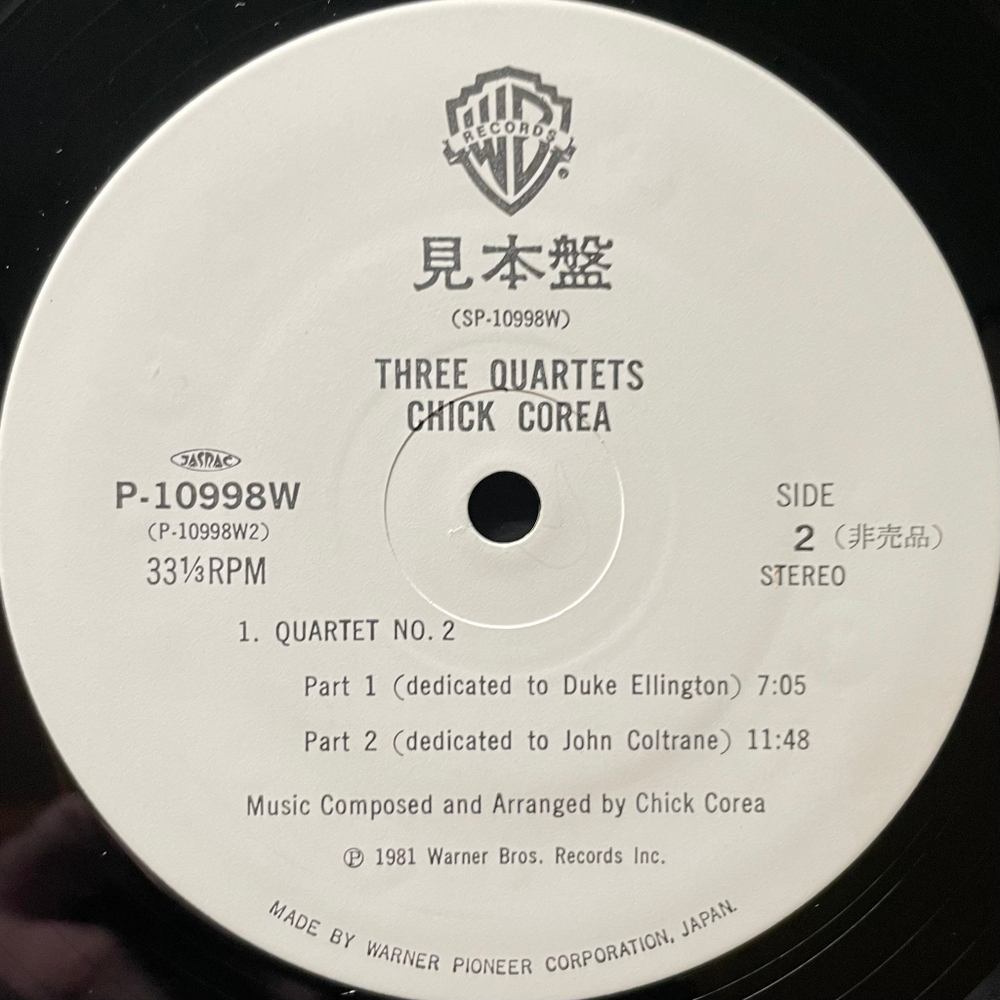 WB
RECORDS
®
見本盤
(SP-10998W)
THREE QUARTETS
CHICK COREA
JASRAC
P-10998W
(P-10998W2)
33⅓RPM
SIDE
2 (非売品)
STEREO
1. QUARTET NO. 2
Part 1 (dedicated to Duke Ellington) 7:05
Part 2 (dedicated to John Coltrane) 11:48
Music Composed and Arranged by Chick Corea
Ⓟ 1981 Warner Bros. Records Inc.
MADE BY WARNER PIONEER CORPORATION, JAPAN.